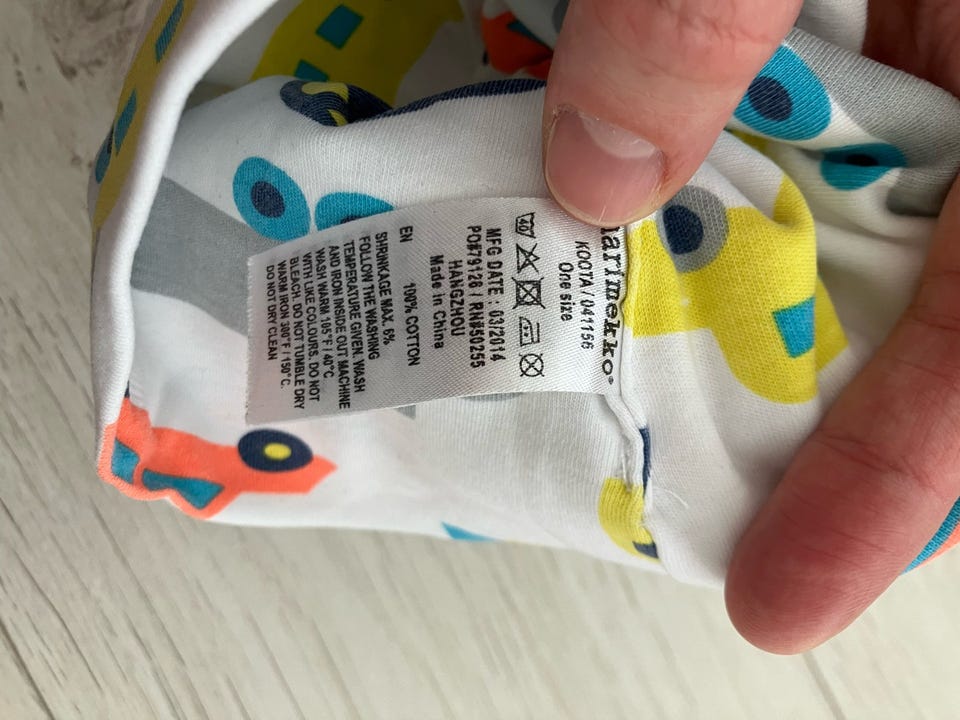 marimekko®
KOOTA / 041156
One size
40
MFG DATE : 03/2014
PO#79128 / RN#50255
HANGZHOU
Made in China
EN 100% COTTON
SHRINKAGE MAX. 6%
FOLLOW THE WASHING
TEMPERATURE GIVEN. WASH
AND IRON INSIDE OUT MACHINE
WASH WARM 105°F / 40°C
WITH LIKE COLOURS. DO NOT
BLEACH. DO NOT TUMBLE DRY
WARM IRON 300°F / 150°C.
DO NOT DRY CLEAN